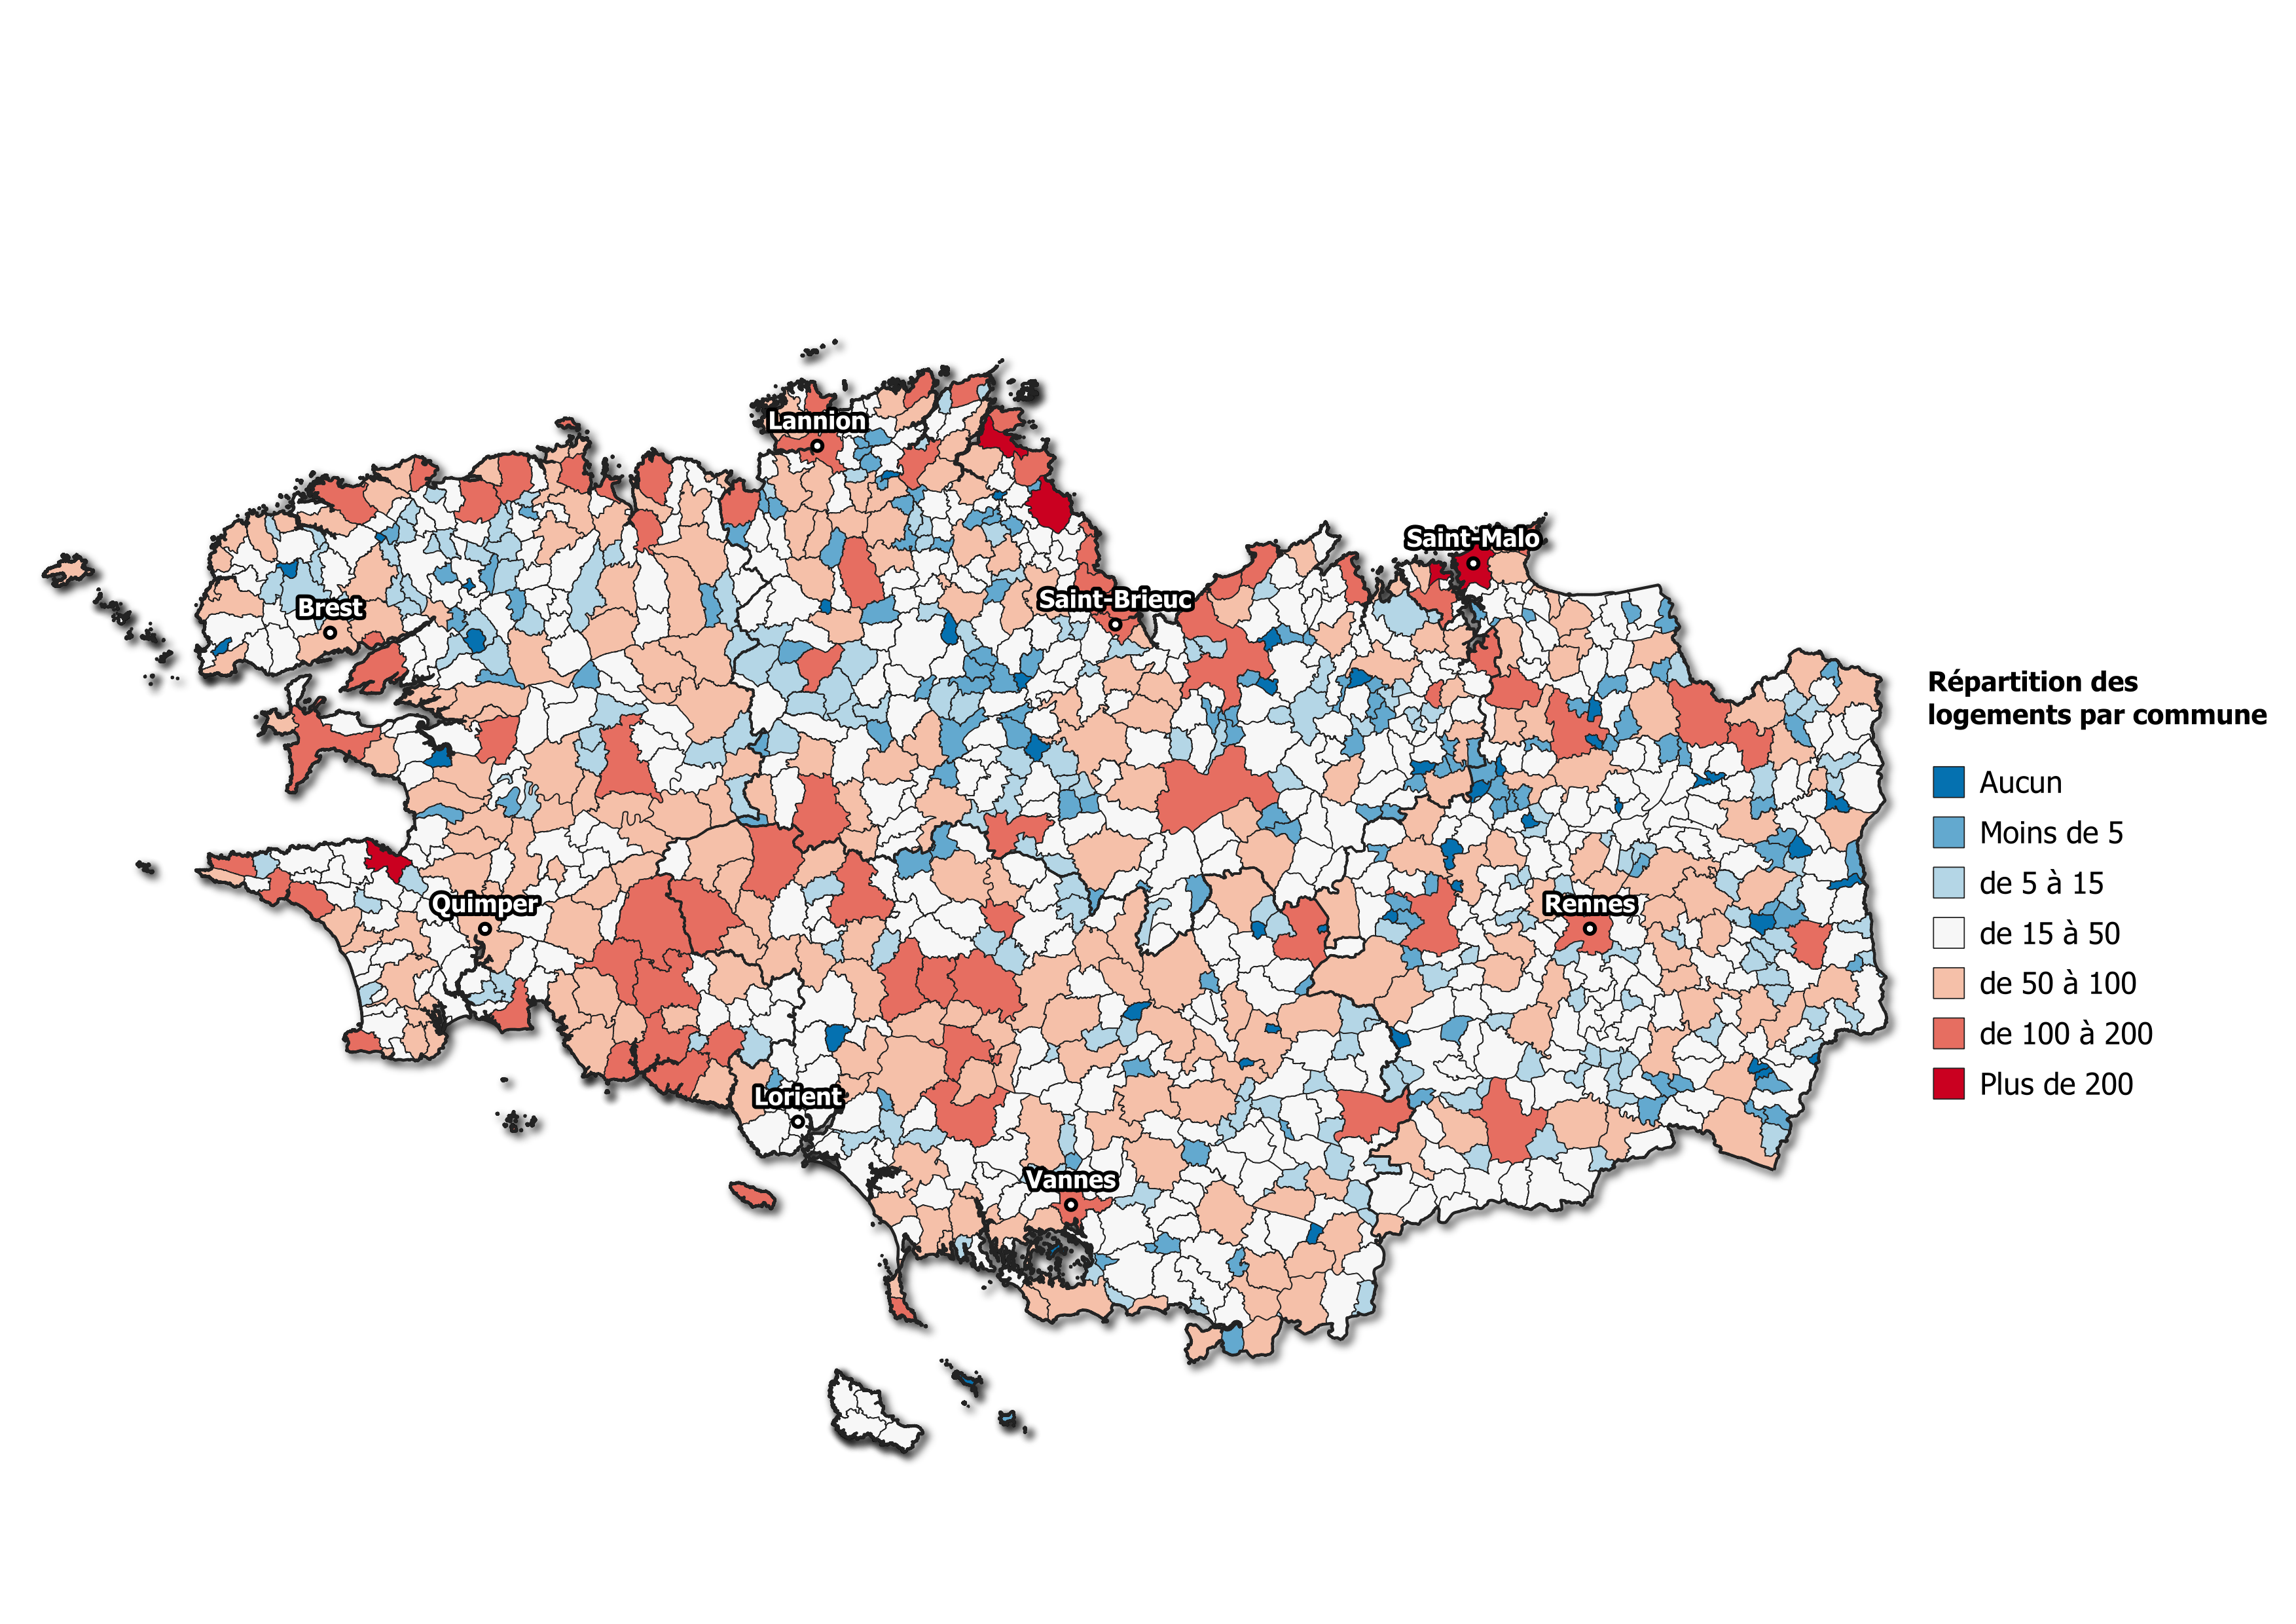 Lannion
Saint-Malo
Brest
Saint-Brieuc
Répartition des
logements par commune
Aucun
Moins de 5
de 5 à 15
Quimper
Rennes
de 15 à 50
de 50 à 100
de 100 à 200
Lorient
Plus de 200
Vannes